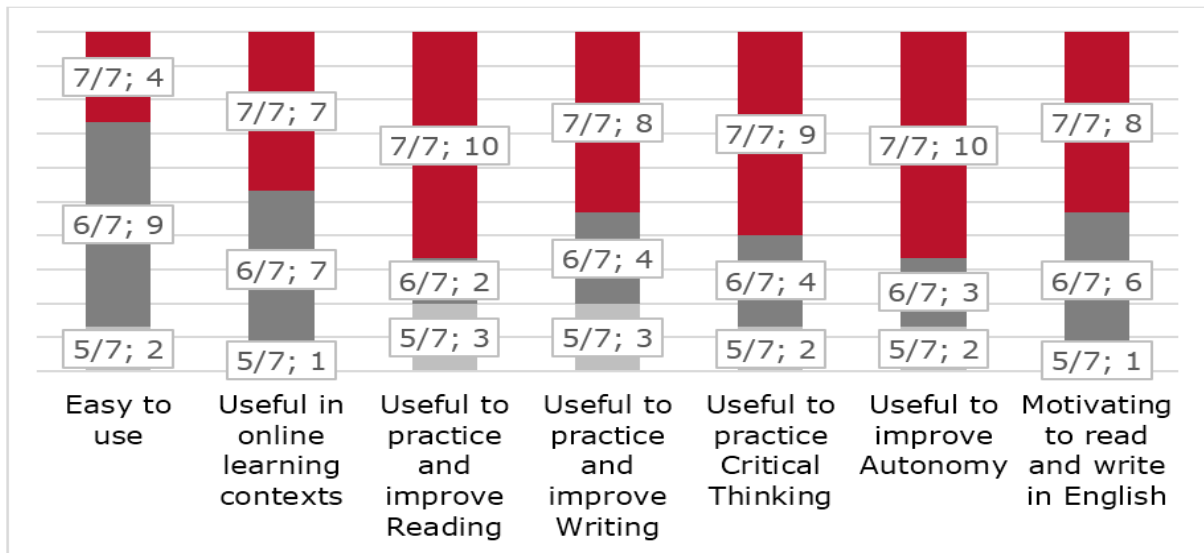 7/7; 4
6/7; 9
5/7; 2
7/7; 7
6/7; 7
5/7; 1
7/7; 10
6/7; 2
5/7; 3
7/7; 8
6/7; 4
5/7; 3
7/7; 9
6/7; 4
5/7; 2
7/7; 10
6/7; 3
5/7; 2
7/7; 8
6/7; 6
5/7; 1
Easy to
use
Useful in
online
learning
contexts
Useful to
practice
and
improve
Reading
Useful to
practice
and
improve
Writing
Useful to
practice
Critical
Thinking
Useful to
improve
Autonomy
Motivating
to read
and write
in English